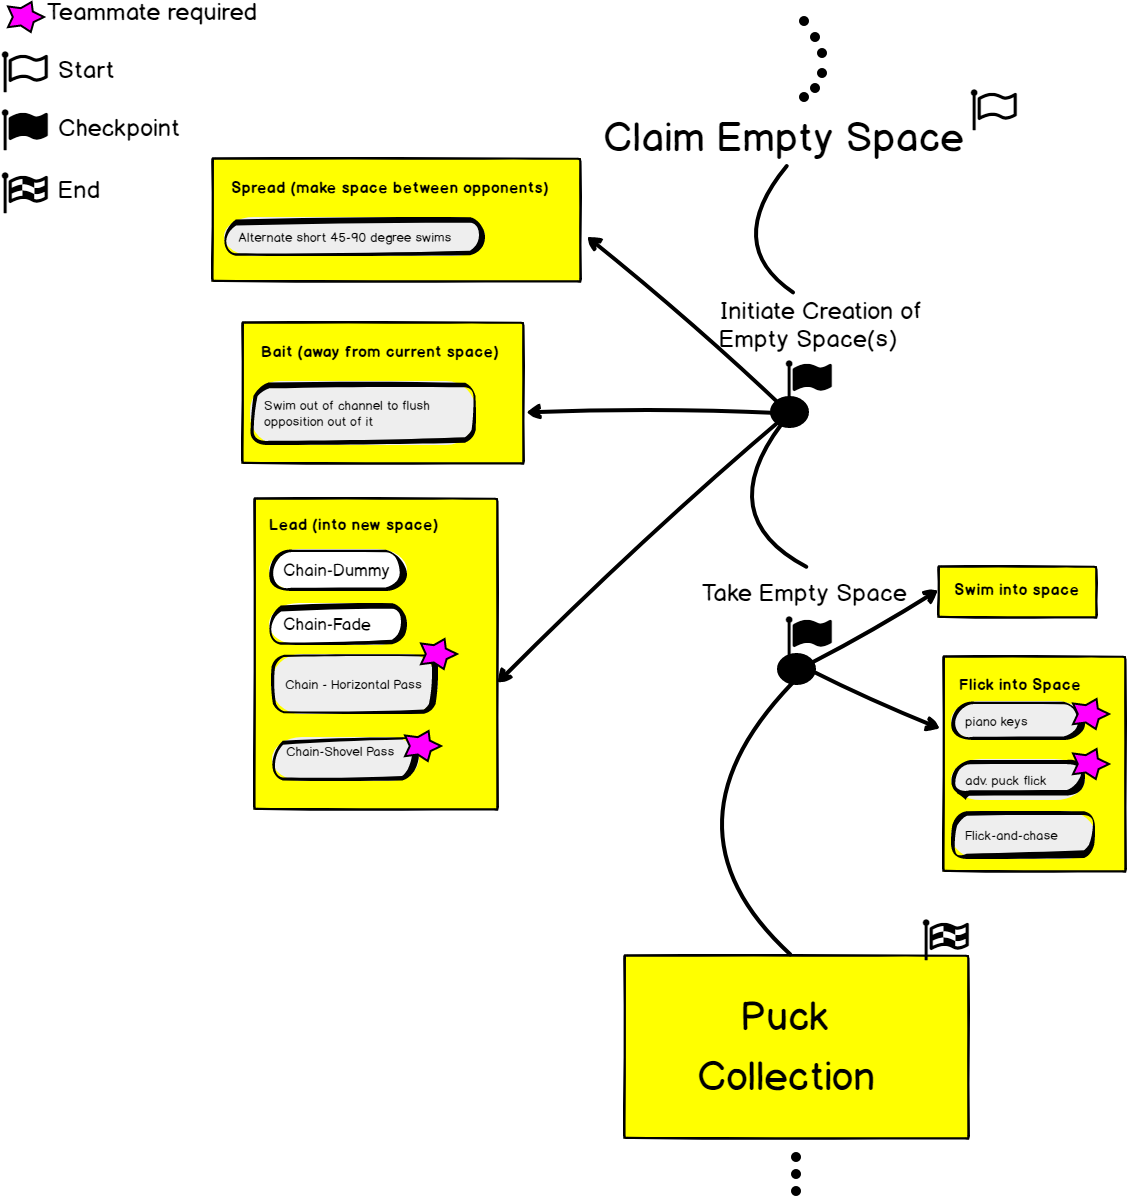 Teammate required
Start
Checkpoint
End
Claim Empty Space
Spread (make space between opponents)
Alternate short 45-90 degree swims
Initiate Creation of
Empty Space(s)
Bait (away from current space)
Swim out of channel to flush
opposition out of it
Lead (into new space)
Chain-Dummy
Chain-Fade
Chain - Horizontal Pass
Chain-Shovel Pass
Take Empty Space
Swim into space
Flick into Space
piano keys
adv. puck flick
Flick-and-chase
Puck
Collection